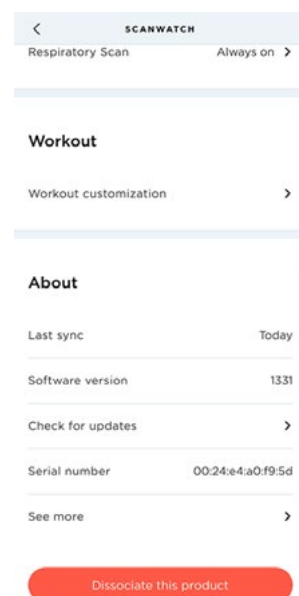 SCANWATCH
Respiratory Scan Always on
Workout
Workout customization
About
Last sync Today
Software version 1331
Check for updates
Serial number 00:24:e4:a0:f9:5d
See more
Dissociate this product